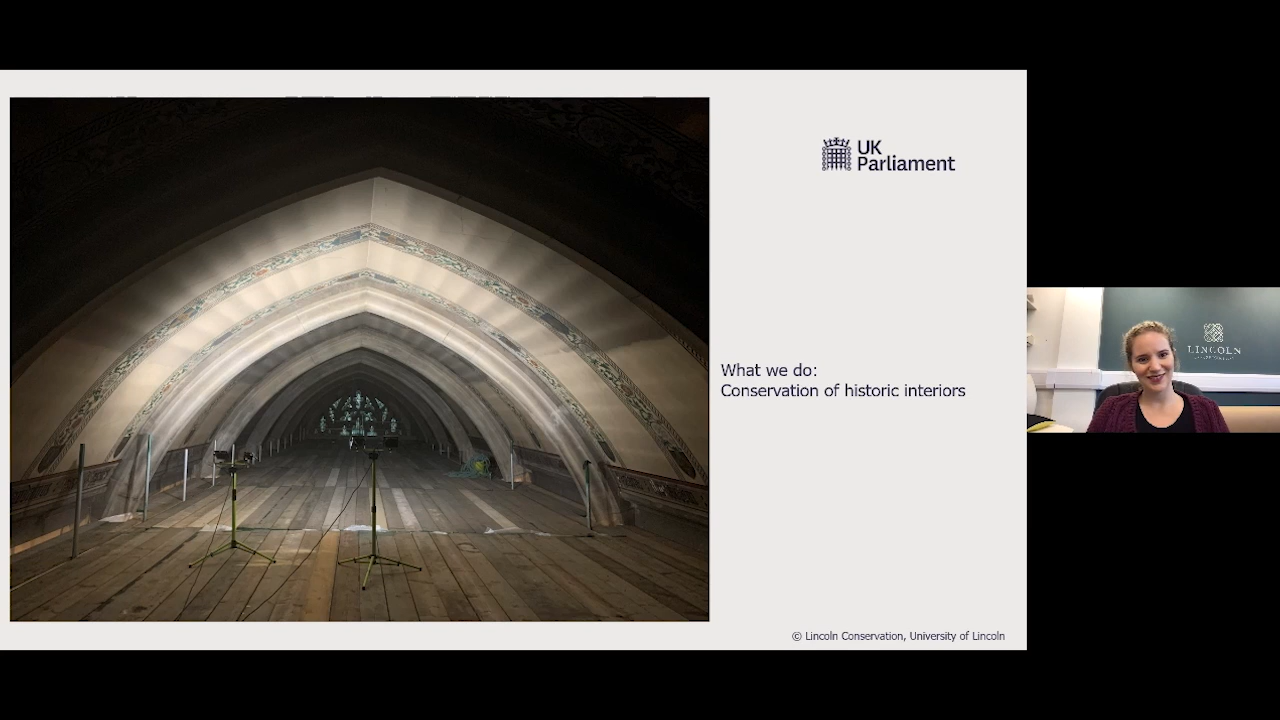 UK
Parliament
What we do:
Conservation of historic interiors
© Lincoln Conservation, University of Lincoln
LINCOLN